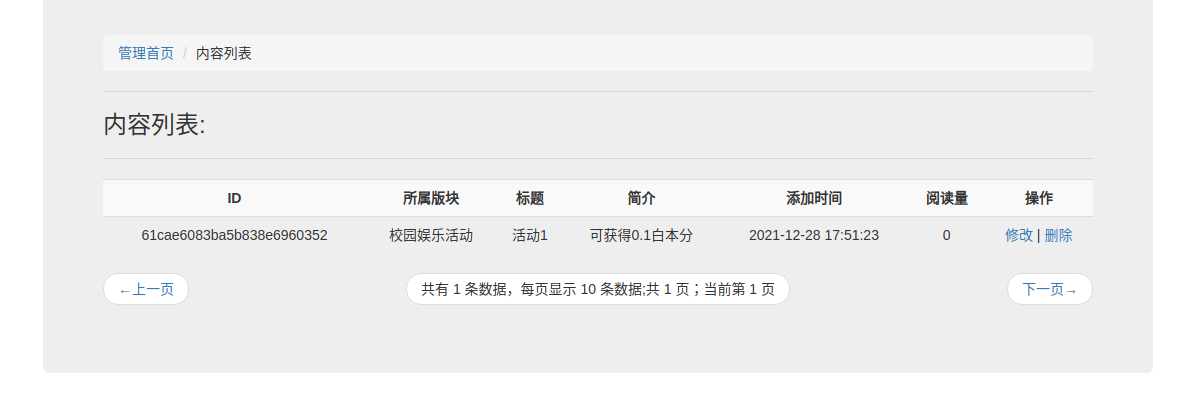 管理首页 / 内容列表
内容列表:
ID 所属版块 标题 简介 添加时间 阅读量 操作
61cae6083ba5b838e6960352 校园娱乐活动 活动1 可获得0.1白本分 2021-12-28 17:51:23 0 修改 | 删除
←上一页 共有 1 条数据，每页显示 10 条数据;共 1 页；当前第 1 页 下一页→